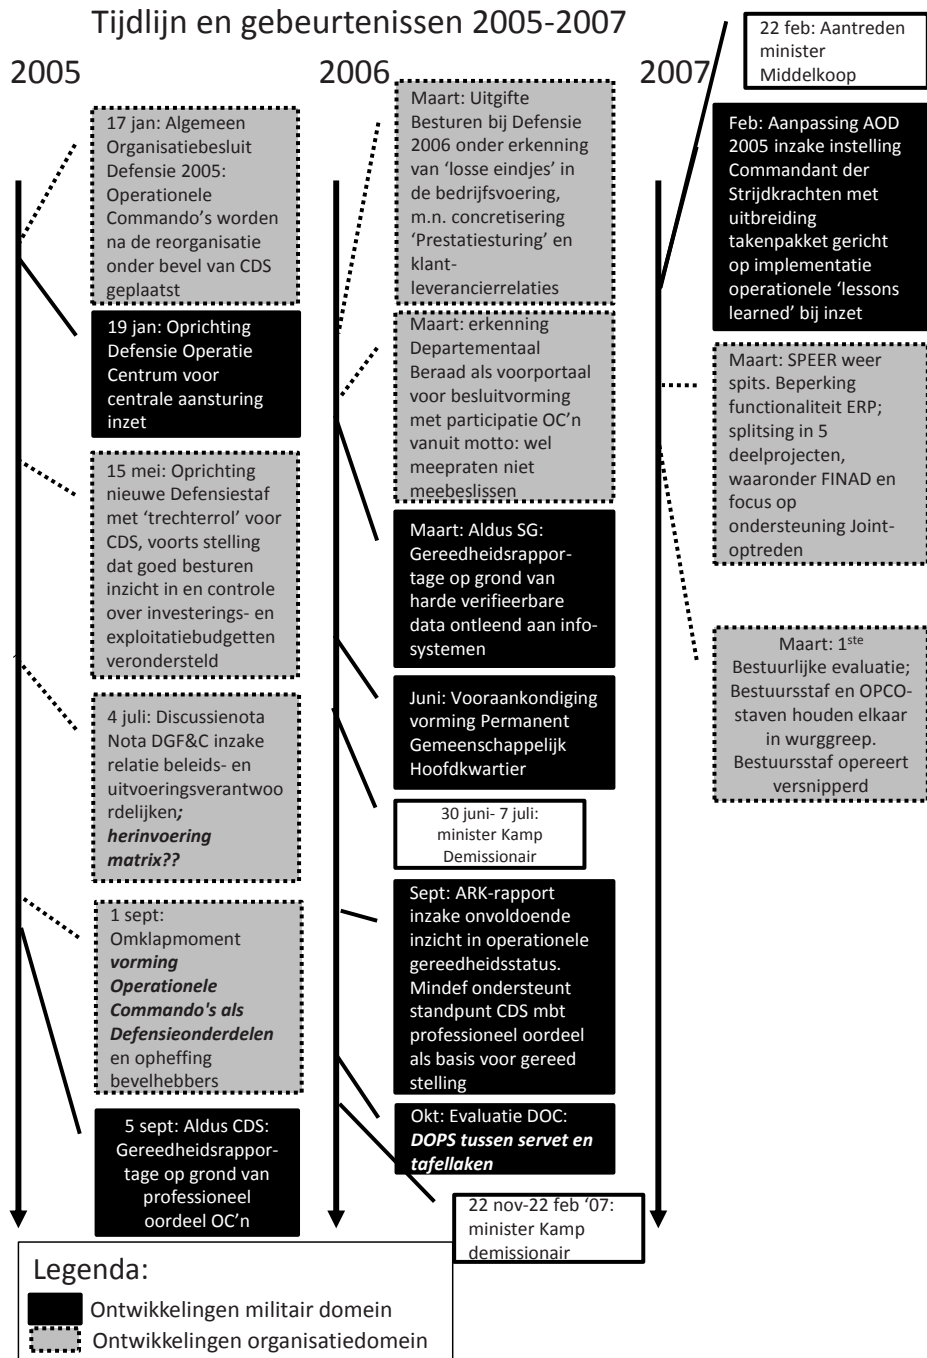 Tijdlijn en gebeurtenissen 2005-2007
2005
17 jan: Algemeen
Organisatiebesluit
Defensie 2005:
Operationele
Commando's worden
na de reorganisatie
onder bevel van CDS
geplaatst
19 jan: Oprichting
Defensie Operatie
Centrum voor
centrale aansturing
inzet
15 mei: Oprichting
nieuwe Defensiestaf
met ‘trechterrol’ voor
CDS, voorts stelling
dat goed besturen
inzicht in en controle
over investerings- en
exploitatiebudgetten
verondersteld
4 juli: Discussienota
Nota DGF&C inzake
relatie beleids- en
uitvoeringsverantwoo
rdelijken;
herinvoering
matrix??
1 sept:
Omklapmoment
vorming
Operationele
Commando's als
Defensieonderdelen
en opheffing
bevelhebbers
5 sept: Aldus CDS:
Gereedheidsrappor-
tage op grond van
professioneel
oordeel OC’n
2006
Maart: Uitgifte
Besturen bij Defensie
2006 onder erkenning
van ‘losse eindjes’ in
de bedrijfsvoering,
m.n. concretisering
‘Prestatiesturing’ en
klant-
leverancierrelaties
Maart: erkenning
Departementaal
Beraad als voorportaal
voor besluitvorming
met participatie OC’n
vanuit motto: wel
meepraten niet
meebeslissen
Maart: Aldus SG:
Gereedheidsrappor-
tage op grond van
harde verifieerbare
data ontleend aan info-
systemen
Juni: Vooraankondiging
vorming Permanent
Gemeenschappelijk
Hoofdkwartier
30 juni- 7 juli:
minister Kamp
Demissionair
Sept: ARK-rapport
inzake onvoldoende
inzicht in operationele
gereedheidsstatus.
Mindef ondersteunt
standpunt CDS mbt
professioneel oordeel
als basis voor gereed
stelling
Okt: Evaluatie DOC:
DOPS tussen servet en
tafellaken
22 nov-22 feb ‘07:
minister Kamp
demissionair
2007
22 feb: Aantreden
minister
Middelkoop
Feb: Aanpassing AOD
2005 inzake instelling
Commandant der
Strijdkrachten met
uitbreiding
takenpakket gericht
op implementatie
operationele ‘lessons
learned’ bij inzet
Maart: SPEER weer
spits. Beperking
functionaliteit ERP;
splitsing in 5
deelprojecten,
waaronder FINAD en
focus op
ondersteuning Joint-
optreden
Maart: 1ste
Bestuurlijke evaluatie;
Bestuursstaf en OPCO-
staven houden elkaar
in wurggreep.
Bestuursstaf opereert
versnipperd
Legenda:
Ontwikkelingen militair domein
Ontwikkelingen organisatiedomein